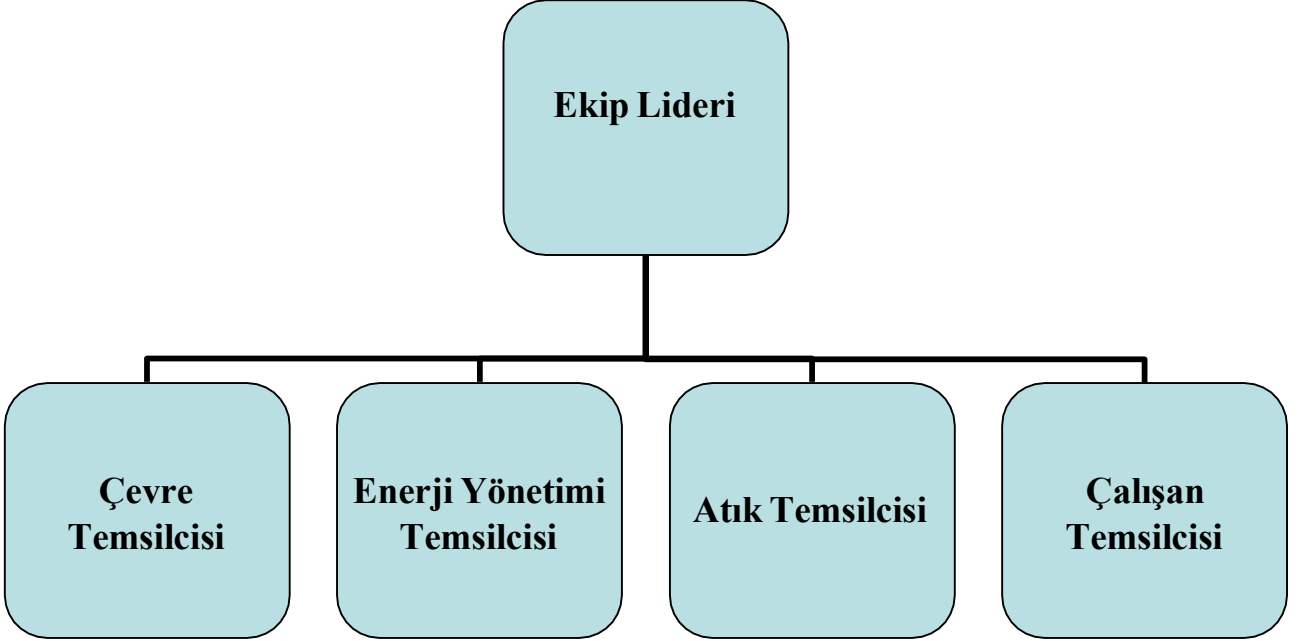 Ekip Lideri
Çevre
Temsilcisi
Enerji Yönetimi
Temsilcisi
Atık Temsilcisi
Çalışan
Temsilcisi